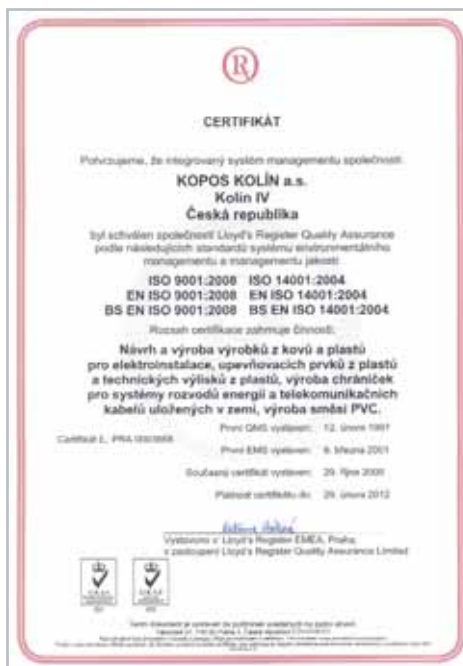 R
CERTIFIKÁT
Potvrzujeme, že integrovaný systém managementu společnosti
KOPOS KOLÍN a.s.
Kolín IV
Česká republika
byl schválen společností Lloyd's Register Quality Assurance
podle následujících standardů systému environmentálního
managementu a managementu jakosti
ISO 9001:2008 ISO 14001:2004
EN ISO 9001:2008 EN ISO 14001:2004
BS EN ISO 9001:2008 BS EN ISO 14001:2004
Rozsah certifikace zahrnuje činnosti:
Návrh a výroba výrobků z kovů a plastů
pro elektroinstalace, upevňovacích prvků z plastů
a technických výlisků z plastů, výroba chrániček
pro systémy rozvodů energií a telekomunikačních
kabelů uložených v zemi, výroba směsí PVC.
První QMS vystaven: 12. února 1997
Certifikát č.: PRA
První EMS vystaven: 9. března 2001
Současný certifikát vystaven: 29. října 2009
Platnost certifikátu do: 29. února 2012
Vystaveno v: Lloyd's Register EMEA, Praha
v zastoupení Lloyd's Register Quality Assurance Limited